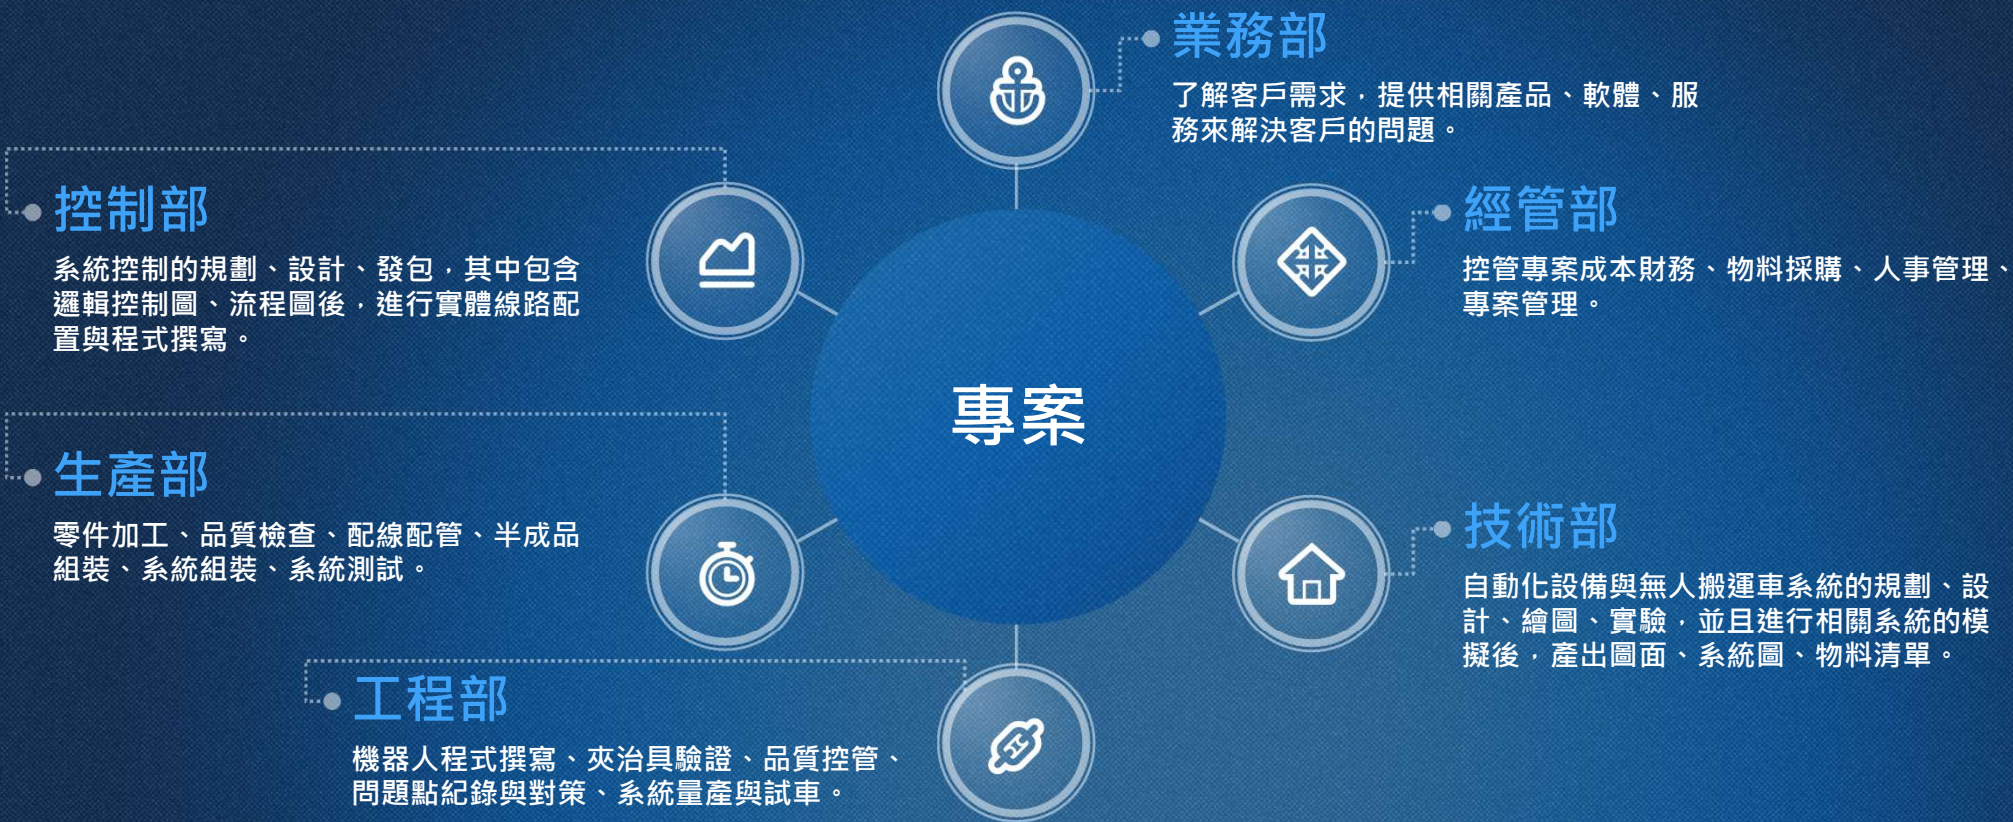 業務部
了解客戶需求，提供相關產品、軟體、服
務來解決客戶的問題。
控制部
系統控制的規劃、設計、發包，其中包含
邏輯控制圖、流程圖後，進行實體線路配
置與程式撰寫。
經管部
控管專案成本財務、物料採購、人事管理、
專案管理。
專案
生產部
零件加工、品質檢查、配線配管、半成品
組裝、系統組裝、系統測試。
技術部
自動化設備與無人搬運車系統的規劃、設
計、繪圖、實驗，並且進行相關系統的模
擬後，產出圖面、系統圖、物料清單。
工程部
機器人程式撰寫、夾治具驗證、品質控管、
問題點紀錄與對策、系統量產與試車。